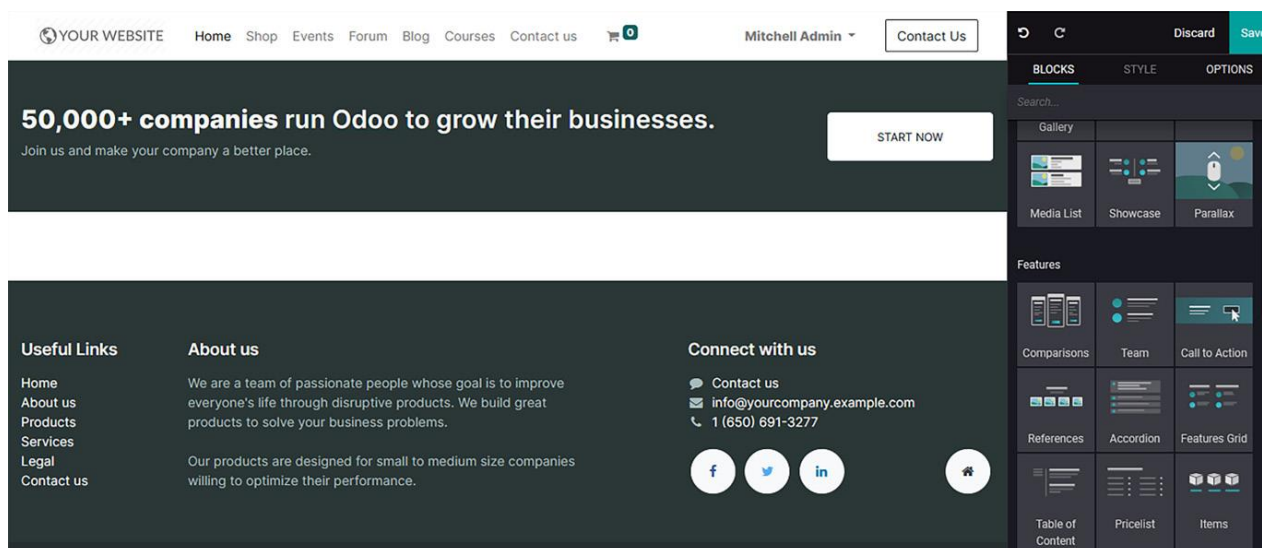 YOUR WEBSITE Home Shop Events Forum Blog Courses Contact us 0 Mitchell Admin Contact Us
50,000+ companies run Odoo to grow their businesses.
Join us and make your company a better place.
START NOW
Useful Links
Home
About us
Products
Services
Legal
Contact us
About us
We are a team of passionate people whose goal is to improve
everyone's life through disruptive products. We build great
products to solve your business problems.
Our products are designed for small to medium size companies
willing to optimize their performance.
Connect with us
Contact us
info@yourcompany.example.com
1 (650) 691-3277
f in
Discard Save
BLOCKS STYLE OPTIONS
Search...
Gallery
Media List Showcase Parallax
Features
Comparisons Team Call to Action
References Accordion Features Grid
Table of
Content
Pricelist Items